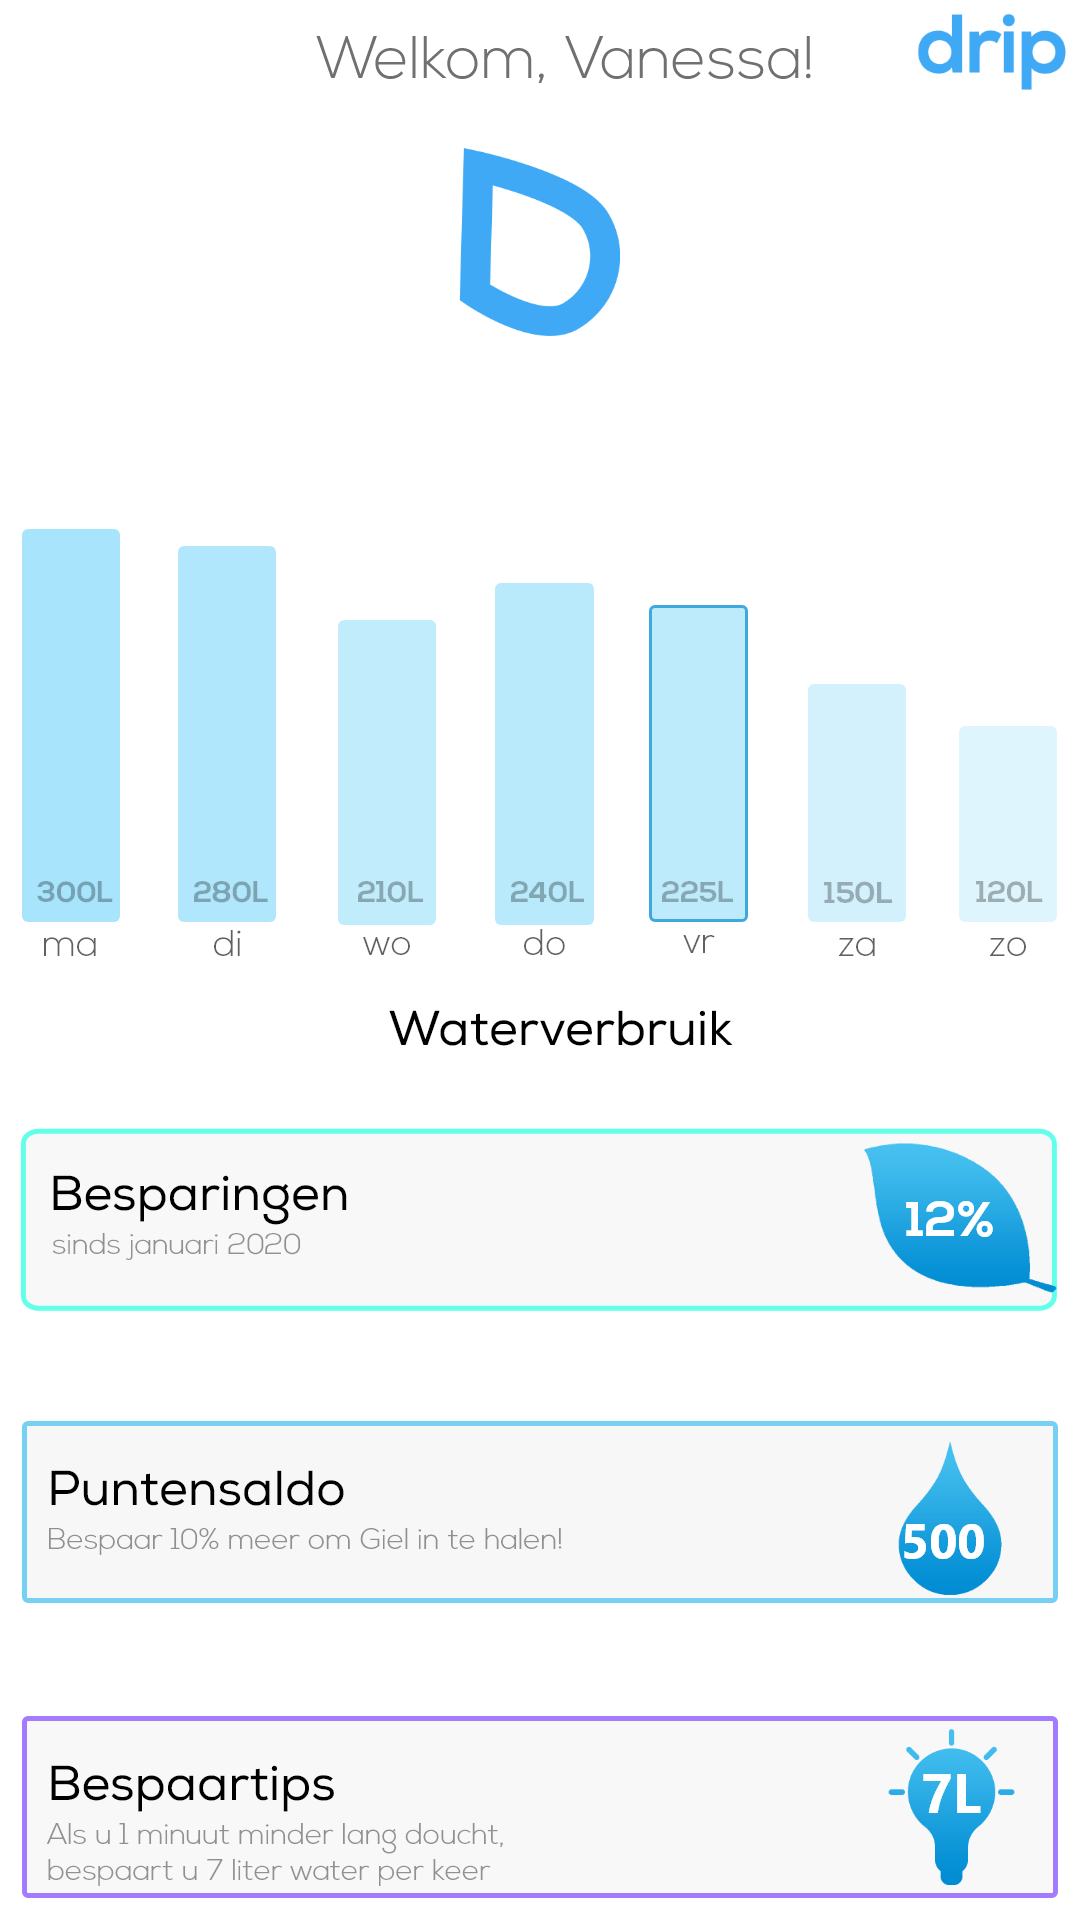 Welkom, Vanessa!
drip
300L 280L 210L 240L 225L 150L 120L
ma di wo do vr za zo
Waterverbruik
Besparingen
sinds januari 2020
12%
Puntensaldo
Bespaar 10% meer om Giel in te halen!
500
Bespaartips
Als u 1 minuut minder lang doucht,
bespaart u 7 liter water per keer
7L